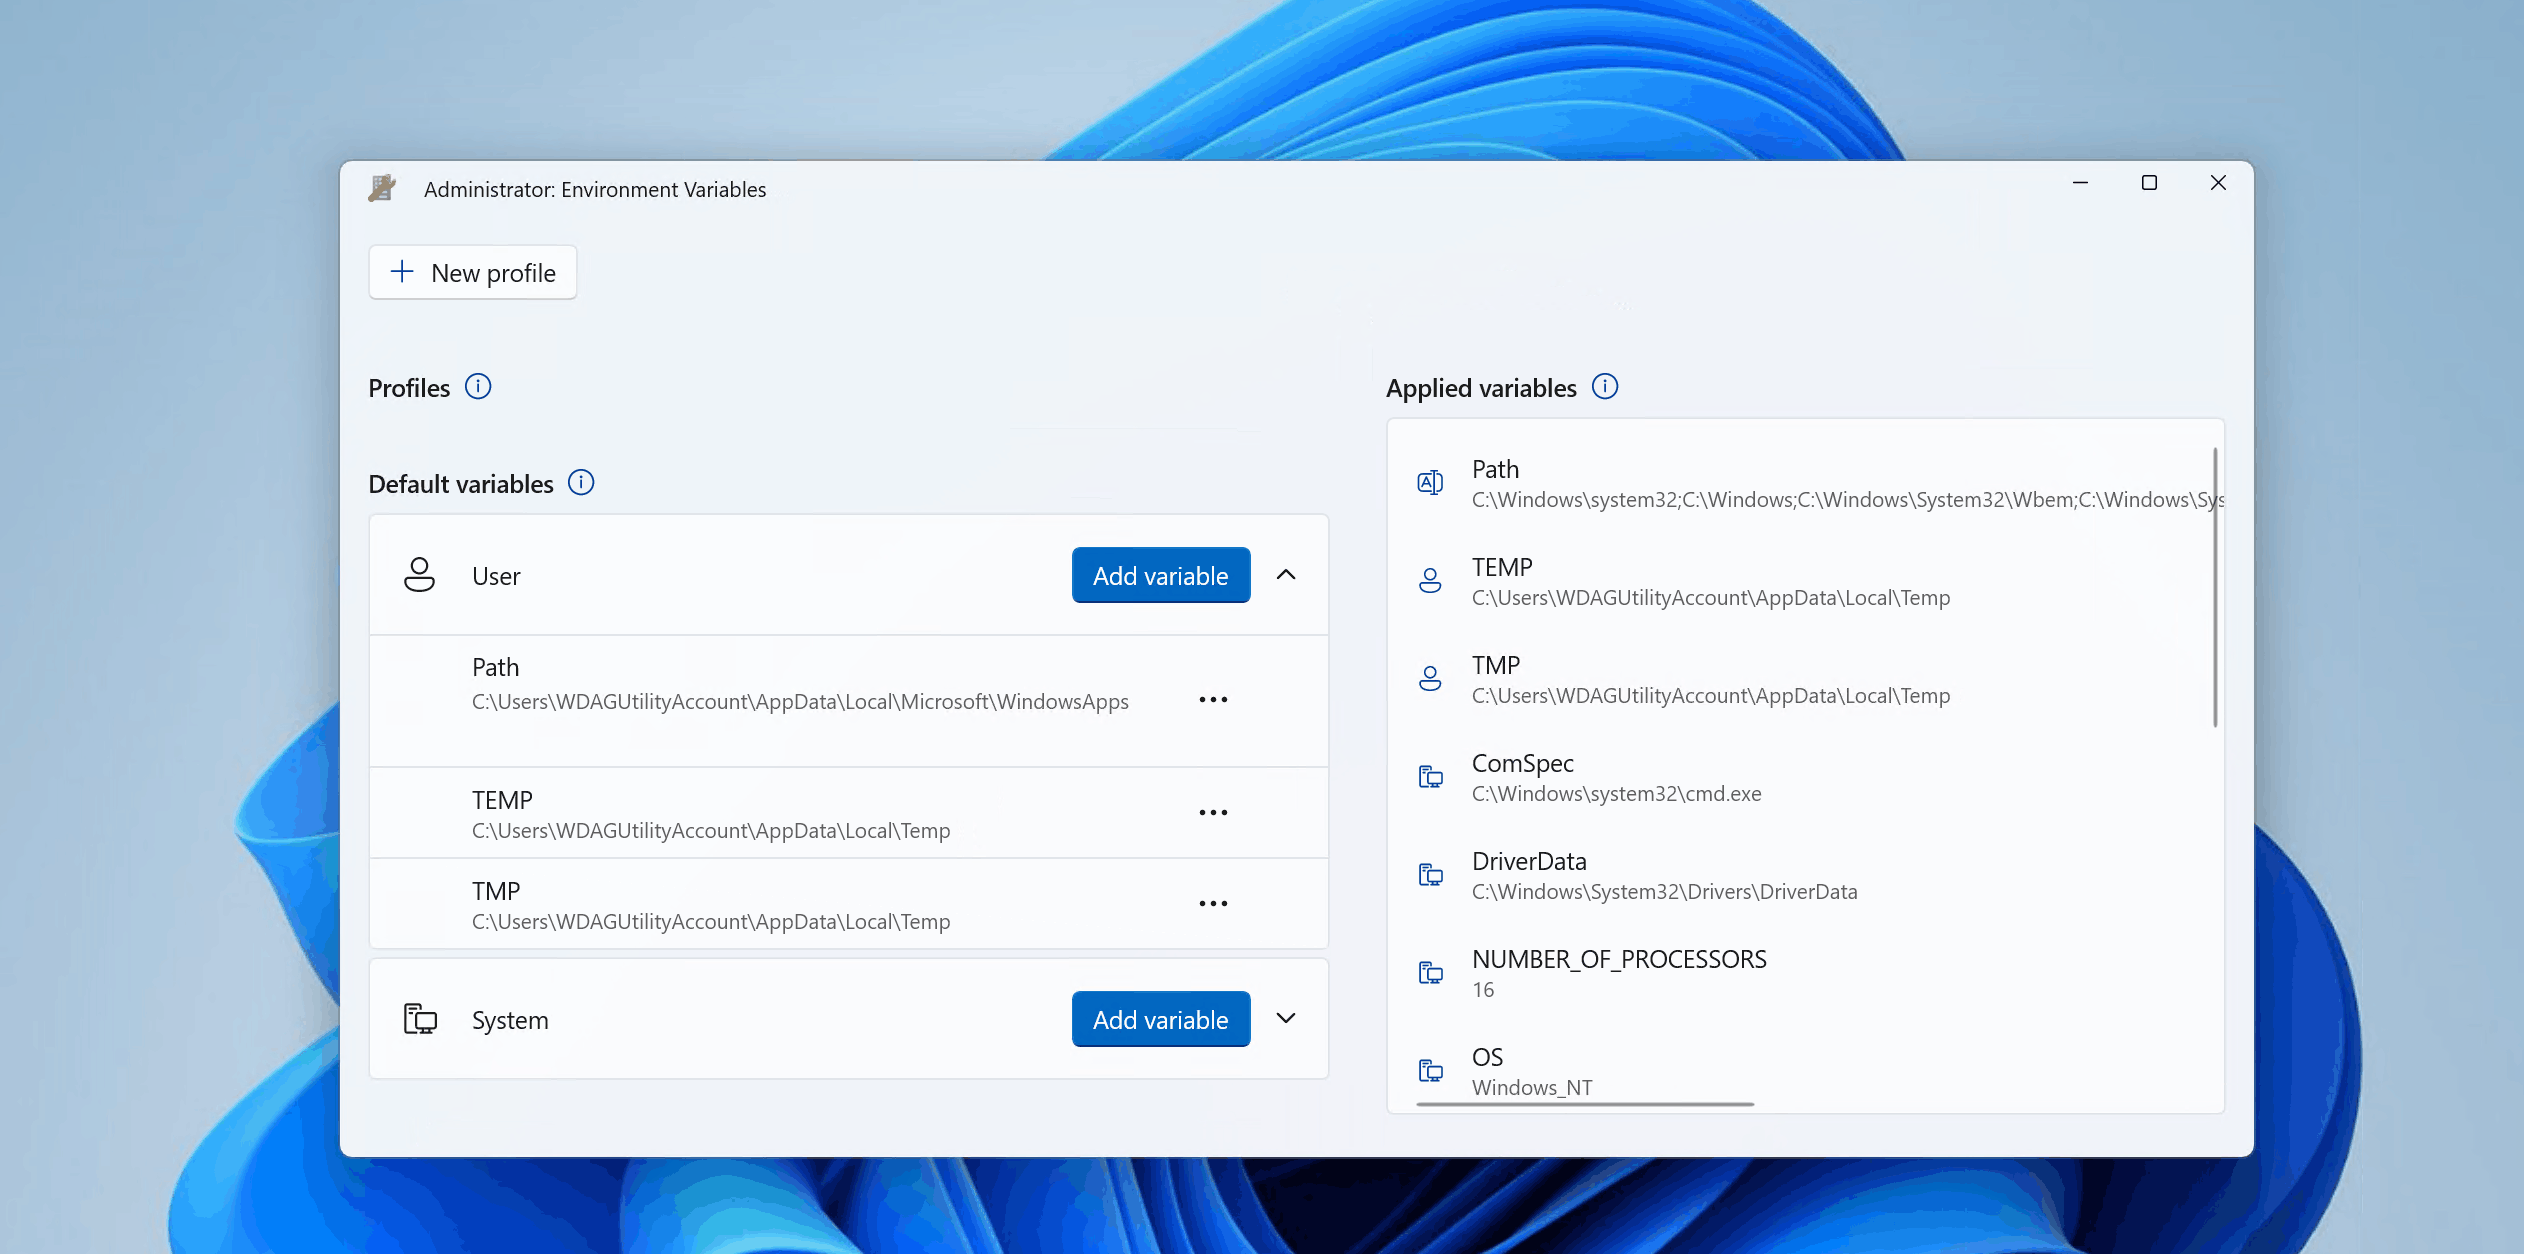 Administrator: Environment Variables
New profile
Profiles
Default variables
User
Add variable
Path
C:\Users\WDAGUtilityAccount\AppData\Local\Microsoft\WindowsApps
TEMP
C:\Users\WDAGUtilityAccount\AppData\Local\Temp
TMP
C:\Users\WDAGUtilityAccount\AppData\Local\Temp
System
Add variable
Applied variables
Path
C:\Windows\system32;C:\Windows;C:\Windows\System32\Wbem;C:\Windows\Sys
TEMP
C:\Users\WDAGUtilityAccount\AppData\Local\Temp
TMP
C:\Users\WDAGUtilityAccount\AppData\Local\Temp
ComSpec
C:\Windows\system32\cmd.exe
DriverData
C:\Windows\System32\Drivers\DriverData
NUMBER_OF_PROCESSORS
16
OS
Windows_NT